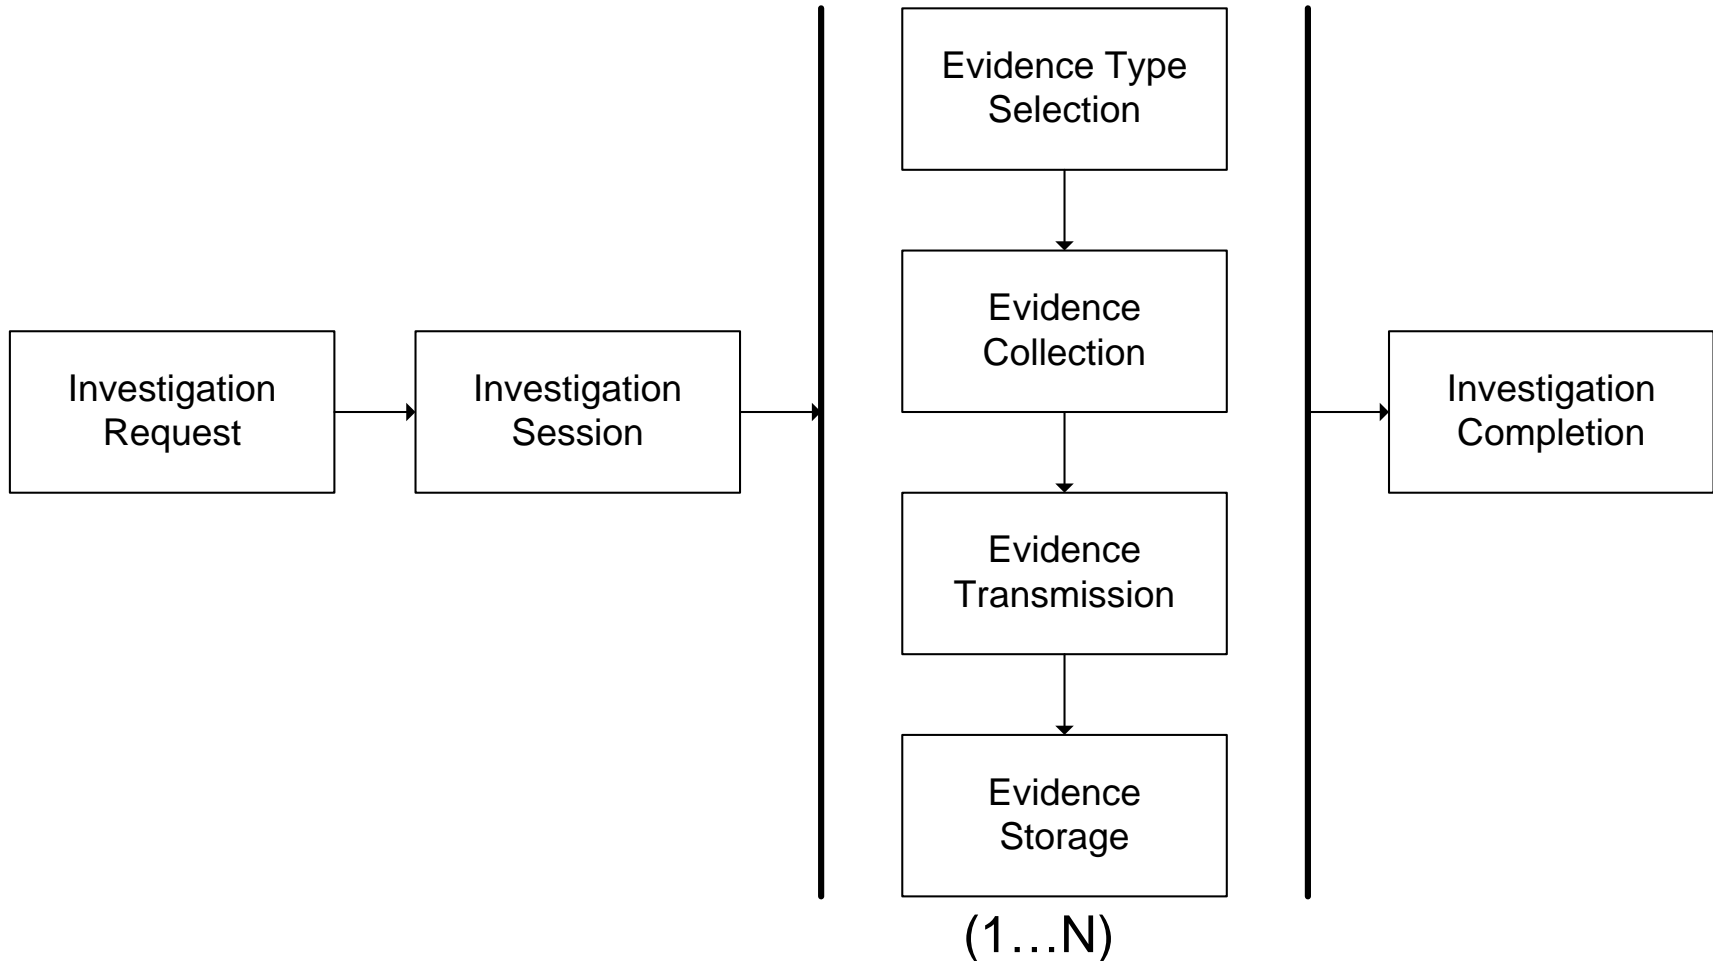 Investigation
Request
Investigation
Session
Evidence Type
Selection
Evidence
Collection
Evidence
Transmission
Evidence
Storage
(1…N)
Investigation
Completion